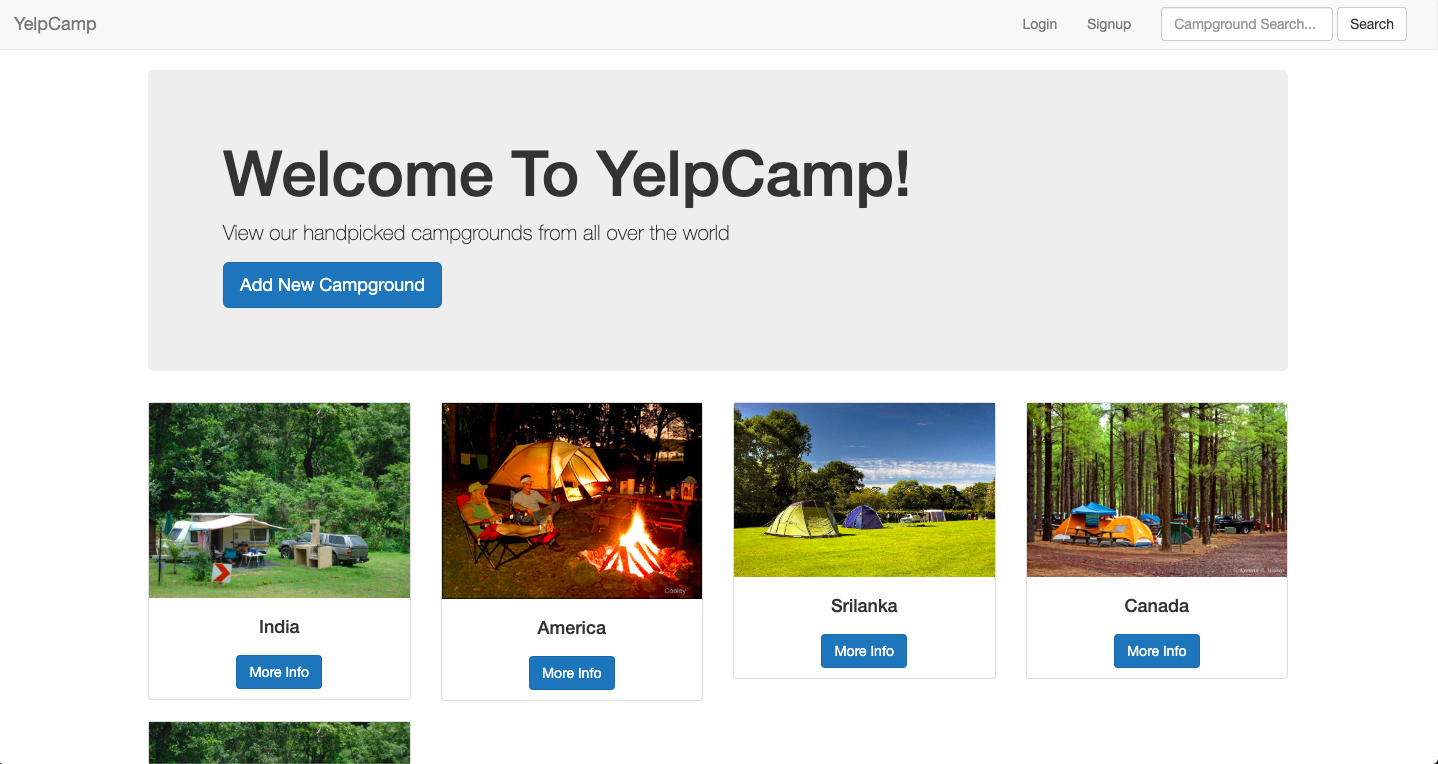 YelpCamp
Login
Signup
Campground Search...
Search
Welcome To YelpCamp!
View our handpicked campgrounds from all over the world
Add New Campground
Cooley
India
More Info
America
More Info
Srilanka
More Info
Canada
More Info